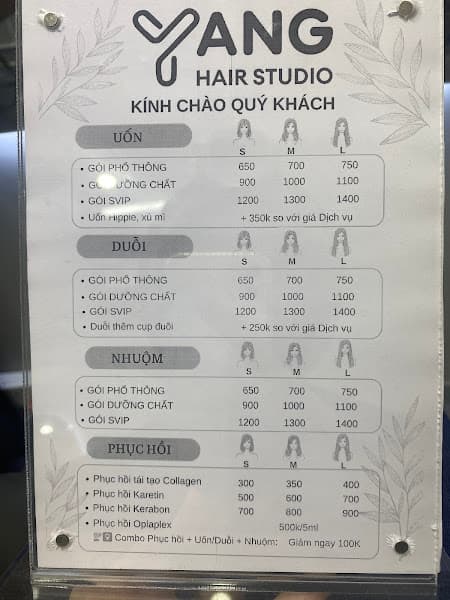 YANG
HAIR STUDIO
KÍNH CHÀO QUÝ KHÁCH
UỐN
S M L
• GÓI PHỔ THÔNG 650 700 750
• GÓI DƯỠNG CHẤT 900 1000 1100
• GÓI SVIP 1200 1300 1400
• Uốn Hippie, xù mì + 350k so với giá Dịch vụ
DUỖI
S M L
• GÓI PHỔ THÔNG 650 700 750
• GÓI DƯỠNG CHẤT 900 1000 1100
• GÓI SVIP 1200 1300 1400
• Duỗi thêm cụp đuôi + 250k so với giá Dịch vụ
NHUỘM
S M L
• GÓI PHỔ THÔNG 650 700 750
• GÓI DƯỠNG CHẤT 900 1000 1100
• GÓI SVIP 1200 1300 1400
PHỤC HỒI
S M L
• Phục hồi tái tạo Collagen 300 350 400
• Phục hồi Karetin 500 600 700
• Phục hồi Kerabon 700 800 900
• Phục hồi Oplaplex 500k/5ml
Combo Phục hồi + Uốn/Duỗi + Nhuộm: Giảm ngay 100K